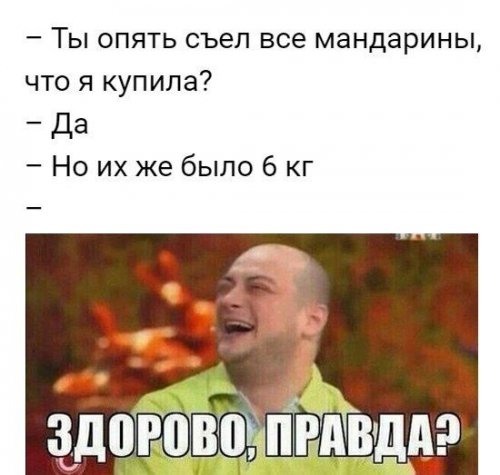 – Ты опять съел все мандарины,
что я купила?
– Да
– Но их же было 6 кг
–
ЗДОРОВО, ПРАВДА?